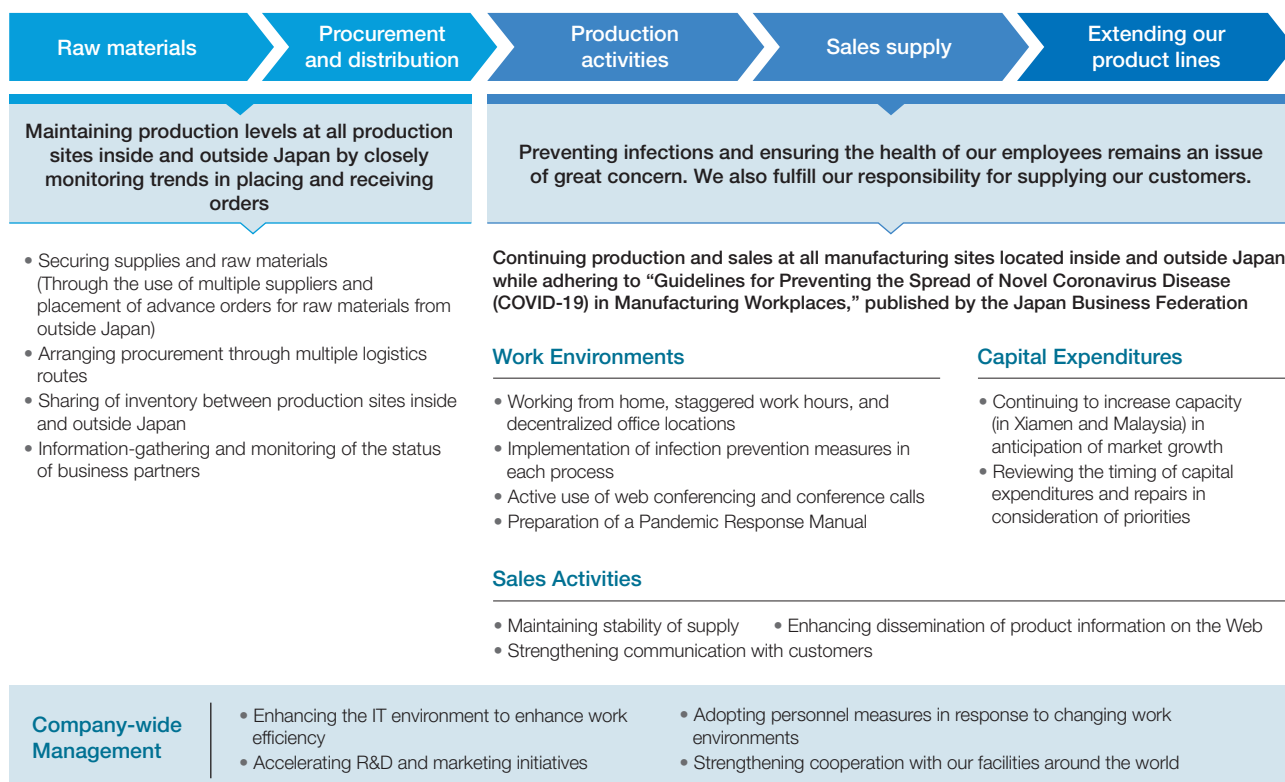 Raw materials
Procurement
and distribution
Production
activities
Sales supply
Extending our
product lines
Maintaining production levels at all production
sites inside and outside Japan by closely
monitoring trends in placing and receiving
orders
Preventing infections and ensuring the health of our employees remains an issue
of great concern. We also fulfill our responsibility for supplying our customers.
• Securing supplies and raw materials
(Through the use of multiple suppliers and
placement of advance orders for raw materials from
outside Japan)
• Arranging procurement through multiple logistics
routes
• Sharing of inventory between production sites inside
and outside Japan
• Information-gathering and monitoring of the status
of business partners
Continuing production and sales at all manufacturing sites located inside and outside Japan
while adhering to “Guidelines for Preventing the Spread of Novel Coronavirus Disease
(COVID-19) in Manufacturing Workplaces,” published by the Japan Business Federation
Work Environments
• Working from home, staggered work hours, and
decentralized office locations
• Implementation of infection prevention measures in
each process
• Active use of web conferencing and conference calls
• Preparation of a Pandemic Response Manual
Capital Expenditures
• Continuing to increase capacity
(in Xiamen and Malaysia) in
anticipation of market growth
• Reviewing the timing of capital
expenditures and repairs in
consideration of priorities
Sales Activities
• Maintaining stability of supply • Enhancing dissemination of product information on the Web
• Strengthening communication with customers
Company-wide
Management
• Enhancing the IT environment to enhance work
efficiency
• Accelerating R&D and marketing initiatives
• Adopting personnel measures in response to changing work
environments
• Strengthening cooperation with our facilities around the world